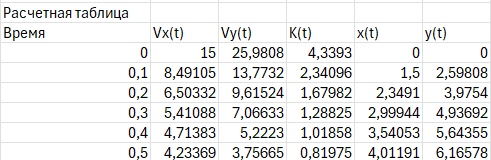 Расчетная таблица
Время Vx(t) Vy(t) K(t) x(t) y(t)
0 15 25,9808 4,3393 0 0
0,1 8,49105 13,7732 2,34096 1,5 2,59808
0,2 6,50332 9,61524 1,67982 2,3491 3,9754
0,3 5,41088 7,06633 1,28825 2,99944 4,93692
0,4 4,71383 5,2223 1,01858 3,54053 5,64355
0,5 4,23369 3,75665 0,81975 4,01191 6,16578